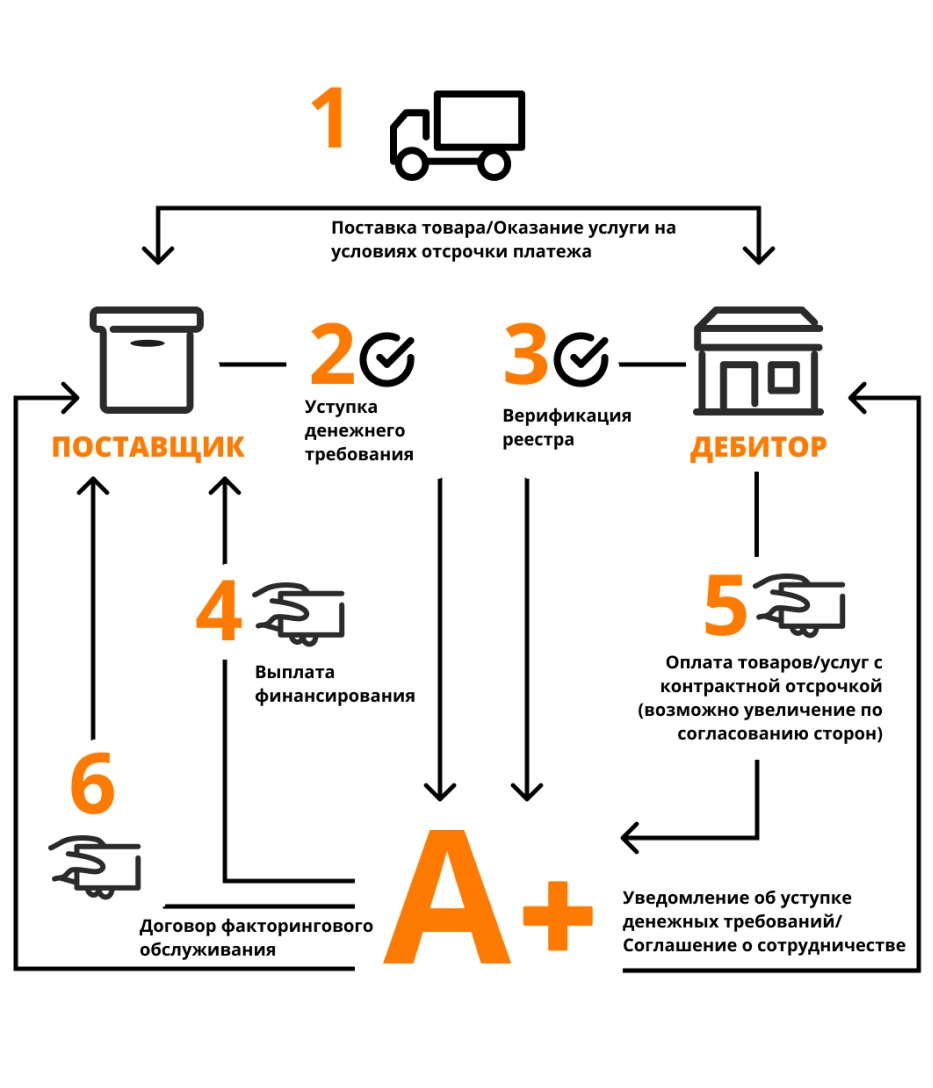 1
Поставка товара/Оказание услуги на
условиях отсрочки платежа
2
Уступка
денежнего
требования
3
Верификация
реестра
ПОСТАВЩИК
ДЕБИТОР
4
Выплата
финансирования
5
Оплата товаров/услуг с
контрактной отсрочкой
(возможно увеличение по
согласованию сторон)
6
A+
Договор факторингового
обслуживания
Уведомление об уступке
денежных требований/
Соглашение о сотрудничестве